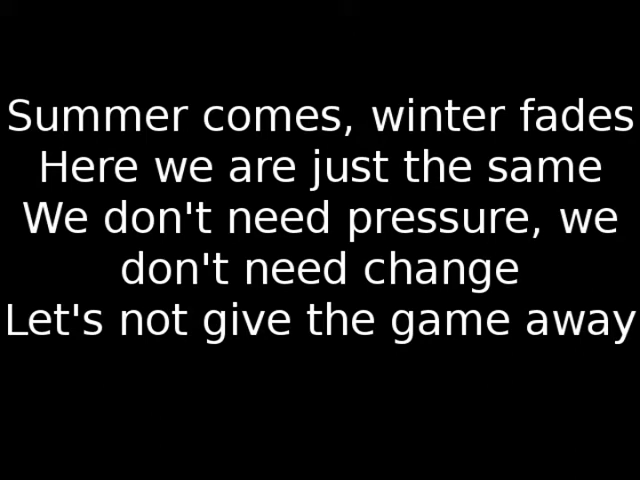 Summer comes, winter fades
Here we are just the same
We don't need pressure, we
don't need change
Let's not give the game away